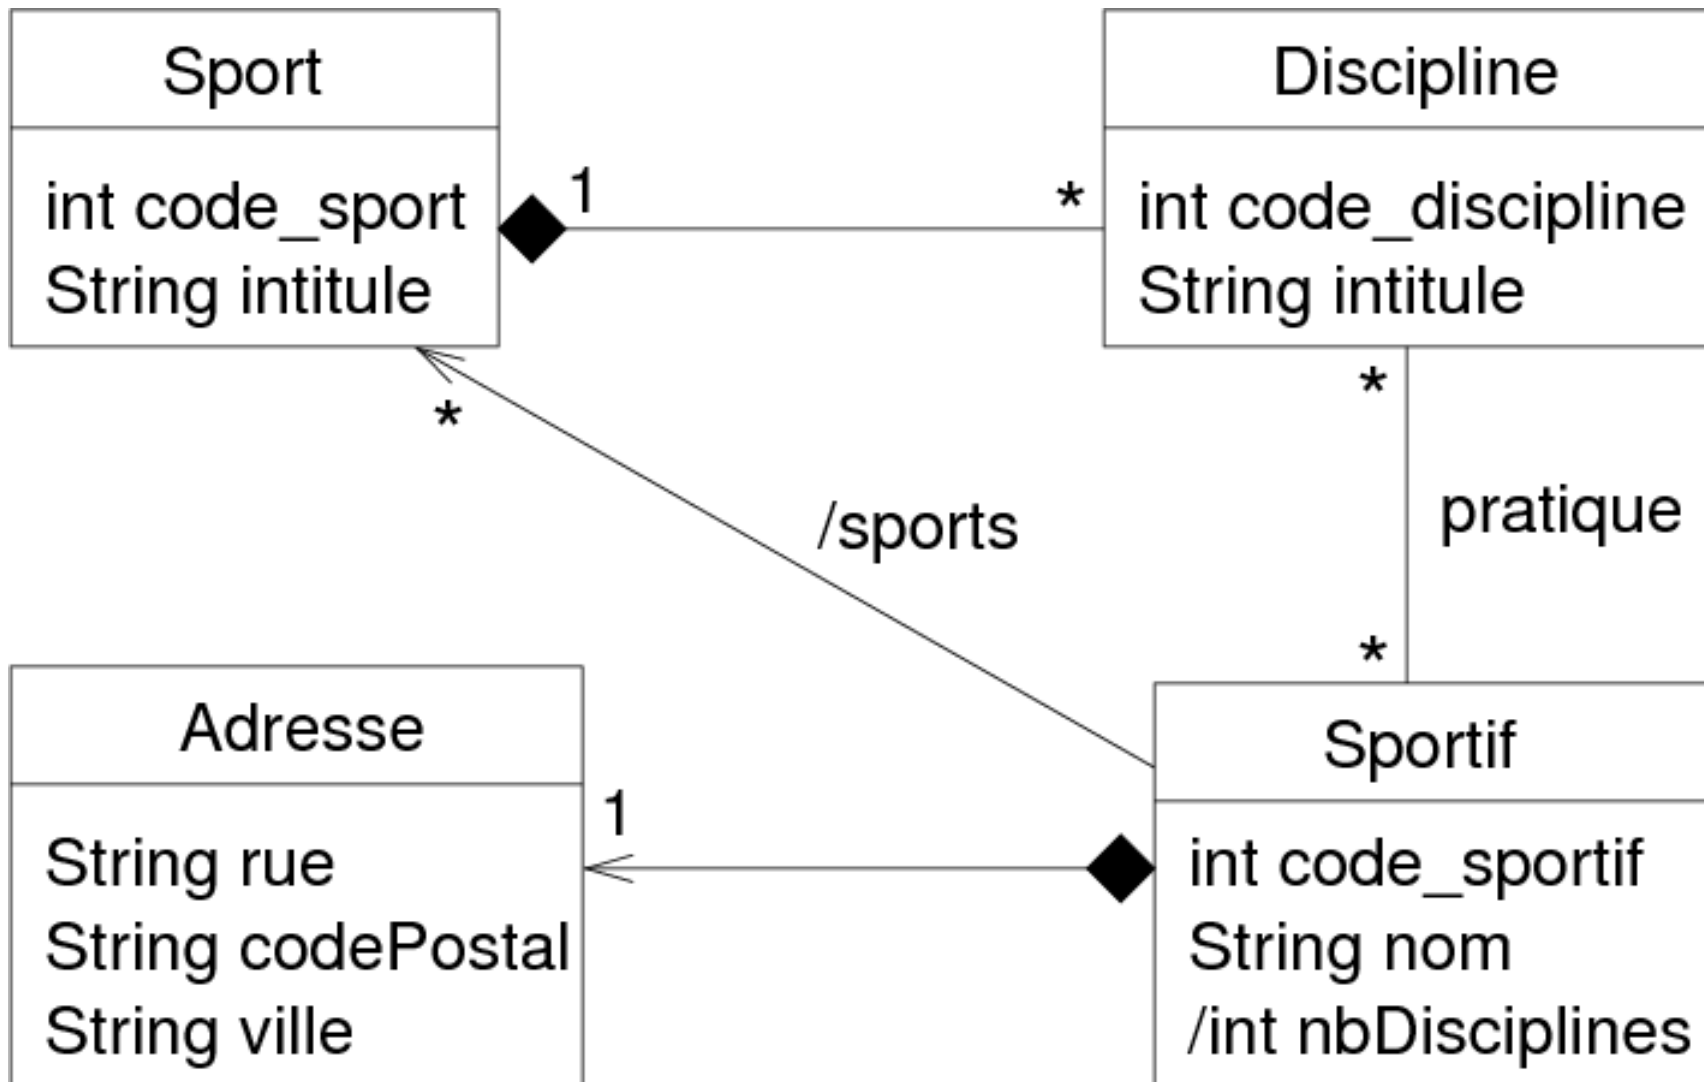 Sport
int code_sport
String intitule
1
*
Discipline
int code_discipline
String intitule
*
*
/sports
pratique
*
Adresse
String rue
String codePostal
String ville
1
Sportif
int code_sportif
String nom
/int nbDisciplines